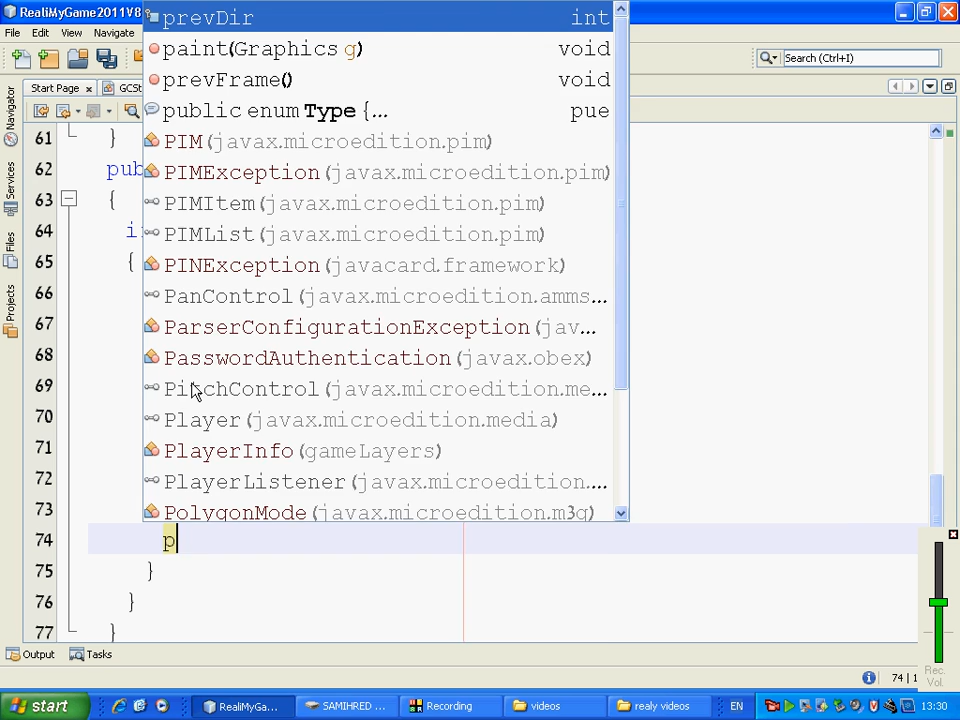 RealiMyGame2011V8
File Edit View Navigate
Search (Ctrl+I)
Start Page
GCSt
Navigator
Services
Files
Projects
prevDir int
paint(Graphics g) void
prevFrame() void
public enum Type {... pue
PIM(javax.microedition.pim)
PIMException(javax.microedition.pim)
PIMItem(javax.microedition.pim)
PIMList(javax.microedition.pim)
PINException(javacard.framework)
PanControl(javax.microedition.amms...
ParserConfigurationException(jav...
PasswordAuthentication(javax.obex)
PitchControl(javax.microedition.me...
Player(javax.microedition.media)
PlayerInfo(gameLayers)
PlayerListener(javax.microedition....
PolygonMode(javax.microedition.m3g)
61 }
62 pub
63 {
64 i
65 {
66
67
68
69
70
71
72
73
74 p
75 }
76 }
77 }
Rec.
Vol.
Output Tasks
74 | 1
start RealiMyGa... SAMIHRED ... Recording videos realy videos EN 13:30